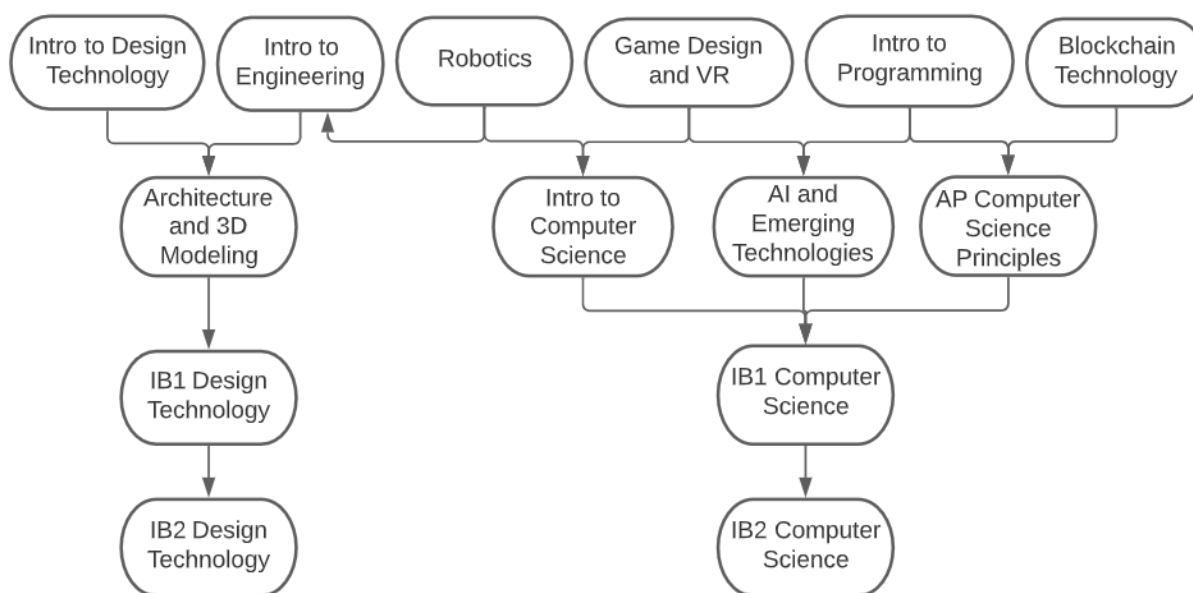 Intro to Design
Technology
Intro to
Engineering
Robotics
Game Design
and VR
Intro to
Programming
Blockchain
Technology
Architecture
and 3D
Modeling
Intro to
Computer
Science
AI and
Emerging
Technologies
AP Computer
Science
Principles
IB1 Design
Technology
IB1 Computer
Science
IB2 Design
Technology
IB2 Computer
Science